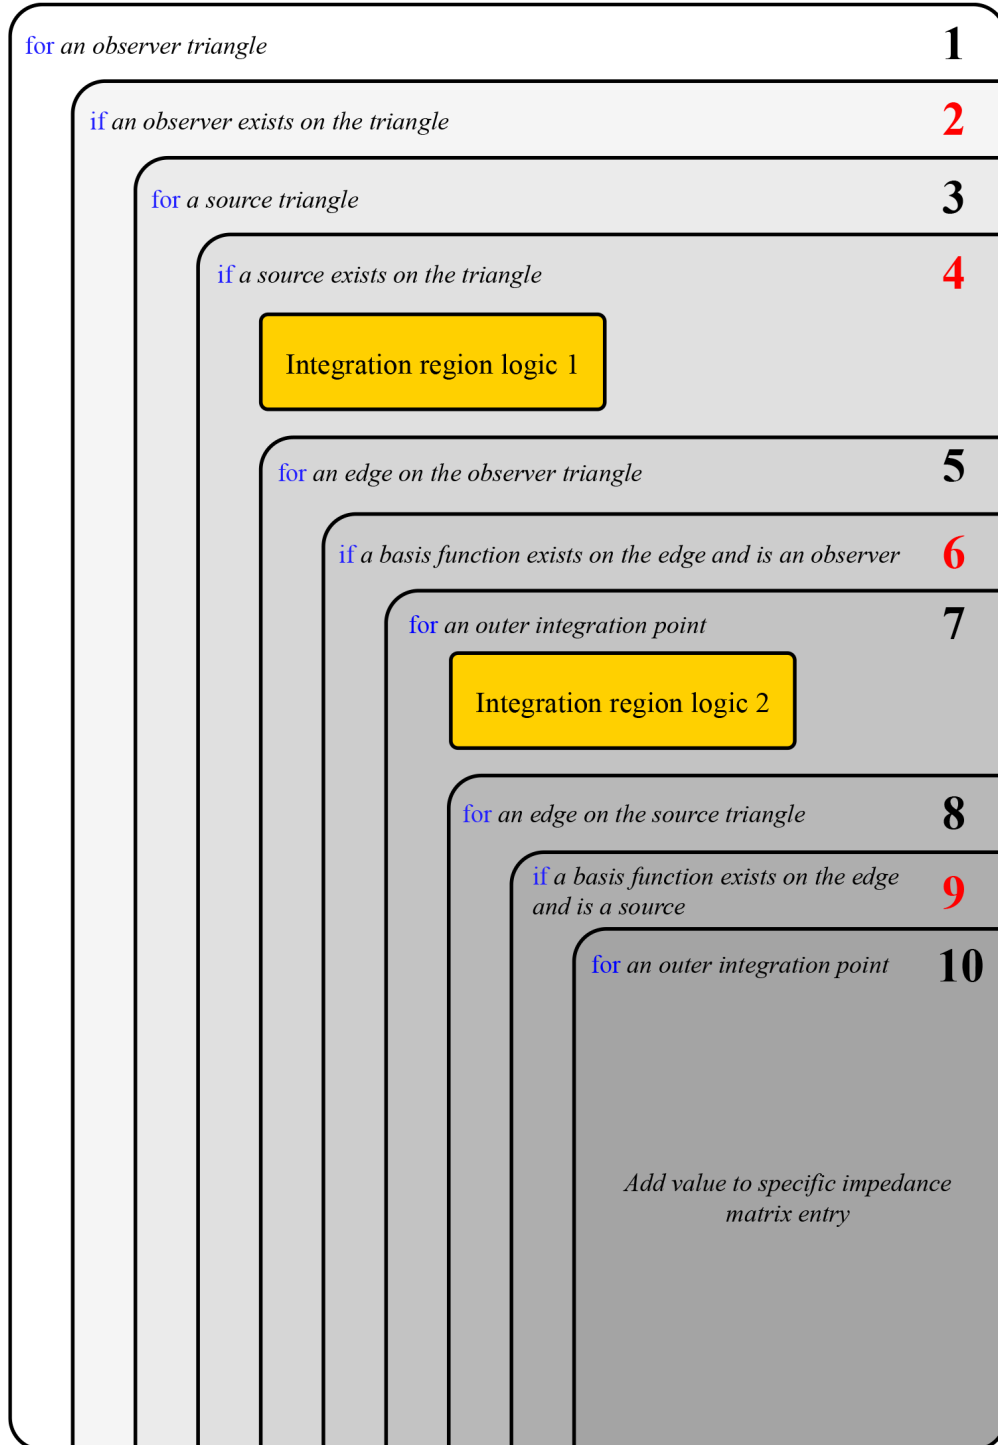 for an observer triangle 1
if an observer exists on the triangle 2
for a source triangle 3
if a source exists on the triangle 4
Integration region logic 1
for an edge on the observer triangle 5
if a basis function exists on the edge and is an observer 6
for an outer integration point 7
Integration region logic 2
for an edge on the source triangle 8
if a basis function exists on the edge
and is a source 9
for an outer integration point 10
Add value to specific impedance
matrix entry